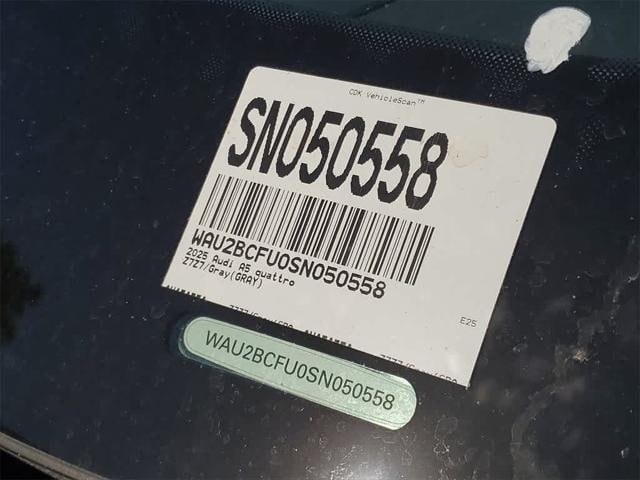 CDK VehicleScan™
SN050558
WAU2BCFU0SN050558
2025 Audi A5 quattro
Z7Z7/Gray(GRAY)
E25
WAU2BCFU0SN050558